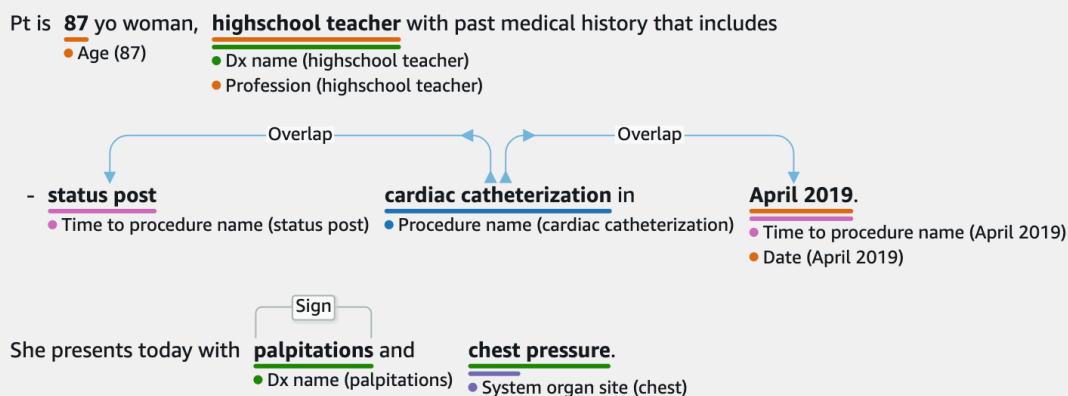 Pt is 87 yo woman, highschool teacher with past medical history that includes
Age (87)
Dx name (highschool teacher)
Profession (highschool teacher)
Overlap Overlap
- status post cardiac catheterization in April 2019.
Time to procedure name (status post) Procedure name (cardiac catheterization) Time to procedure name (April 2019)
Date (April 2019)
Sign
She presents today with palpitations and chest pressure.
Dx name (palpitations) System organ site (chest)